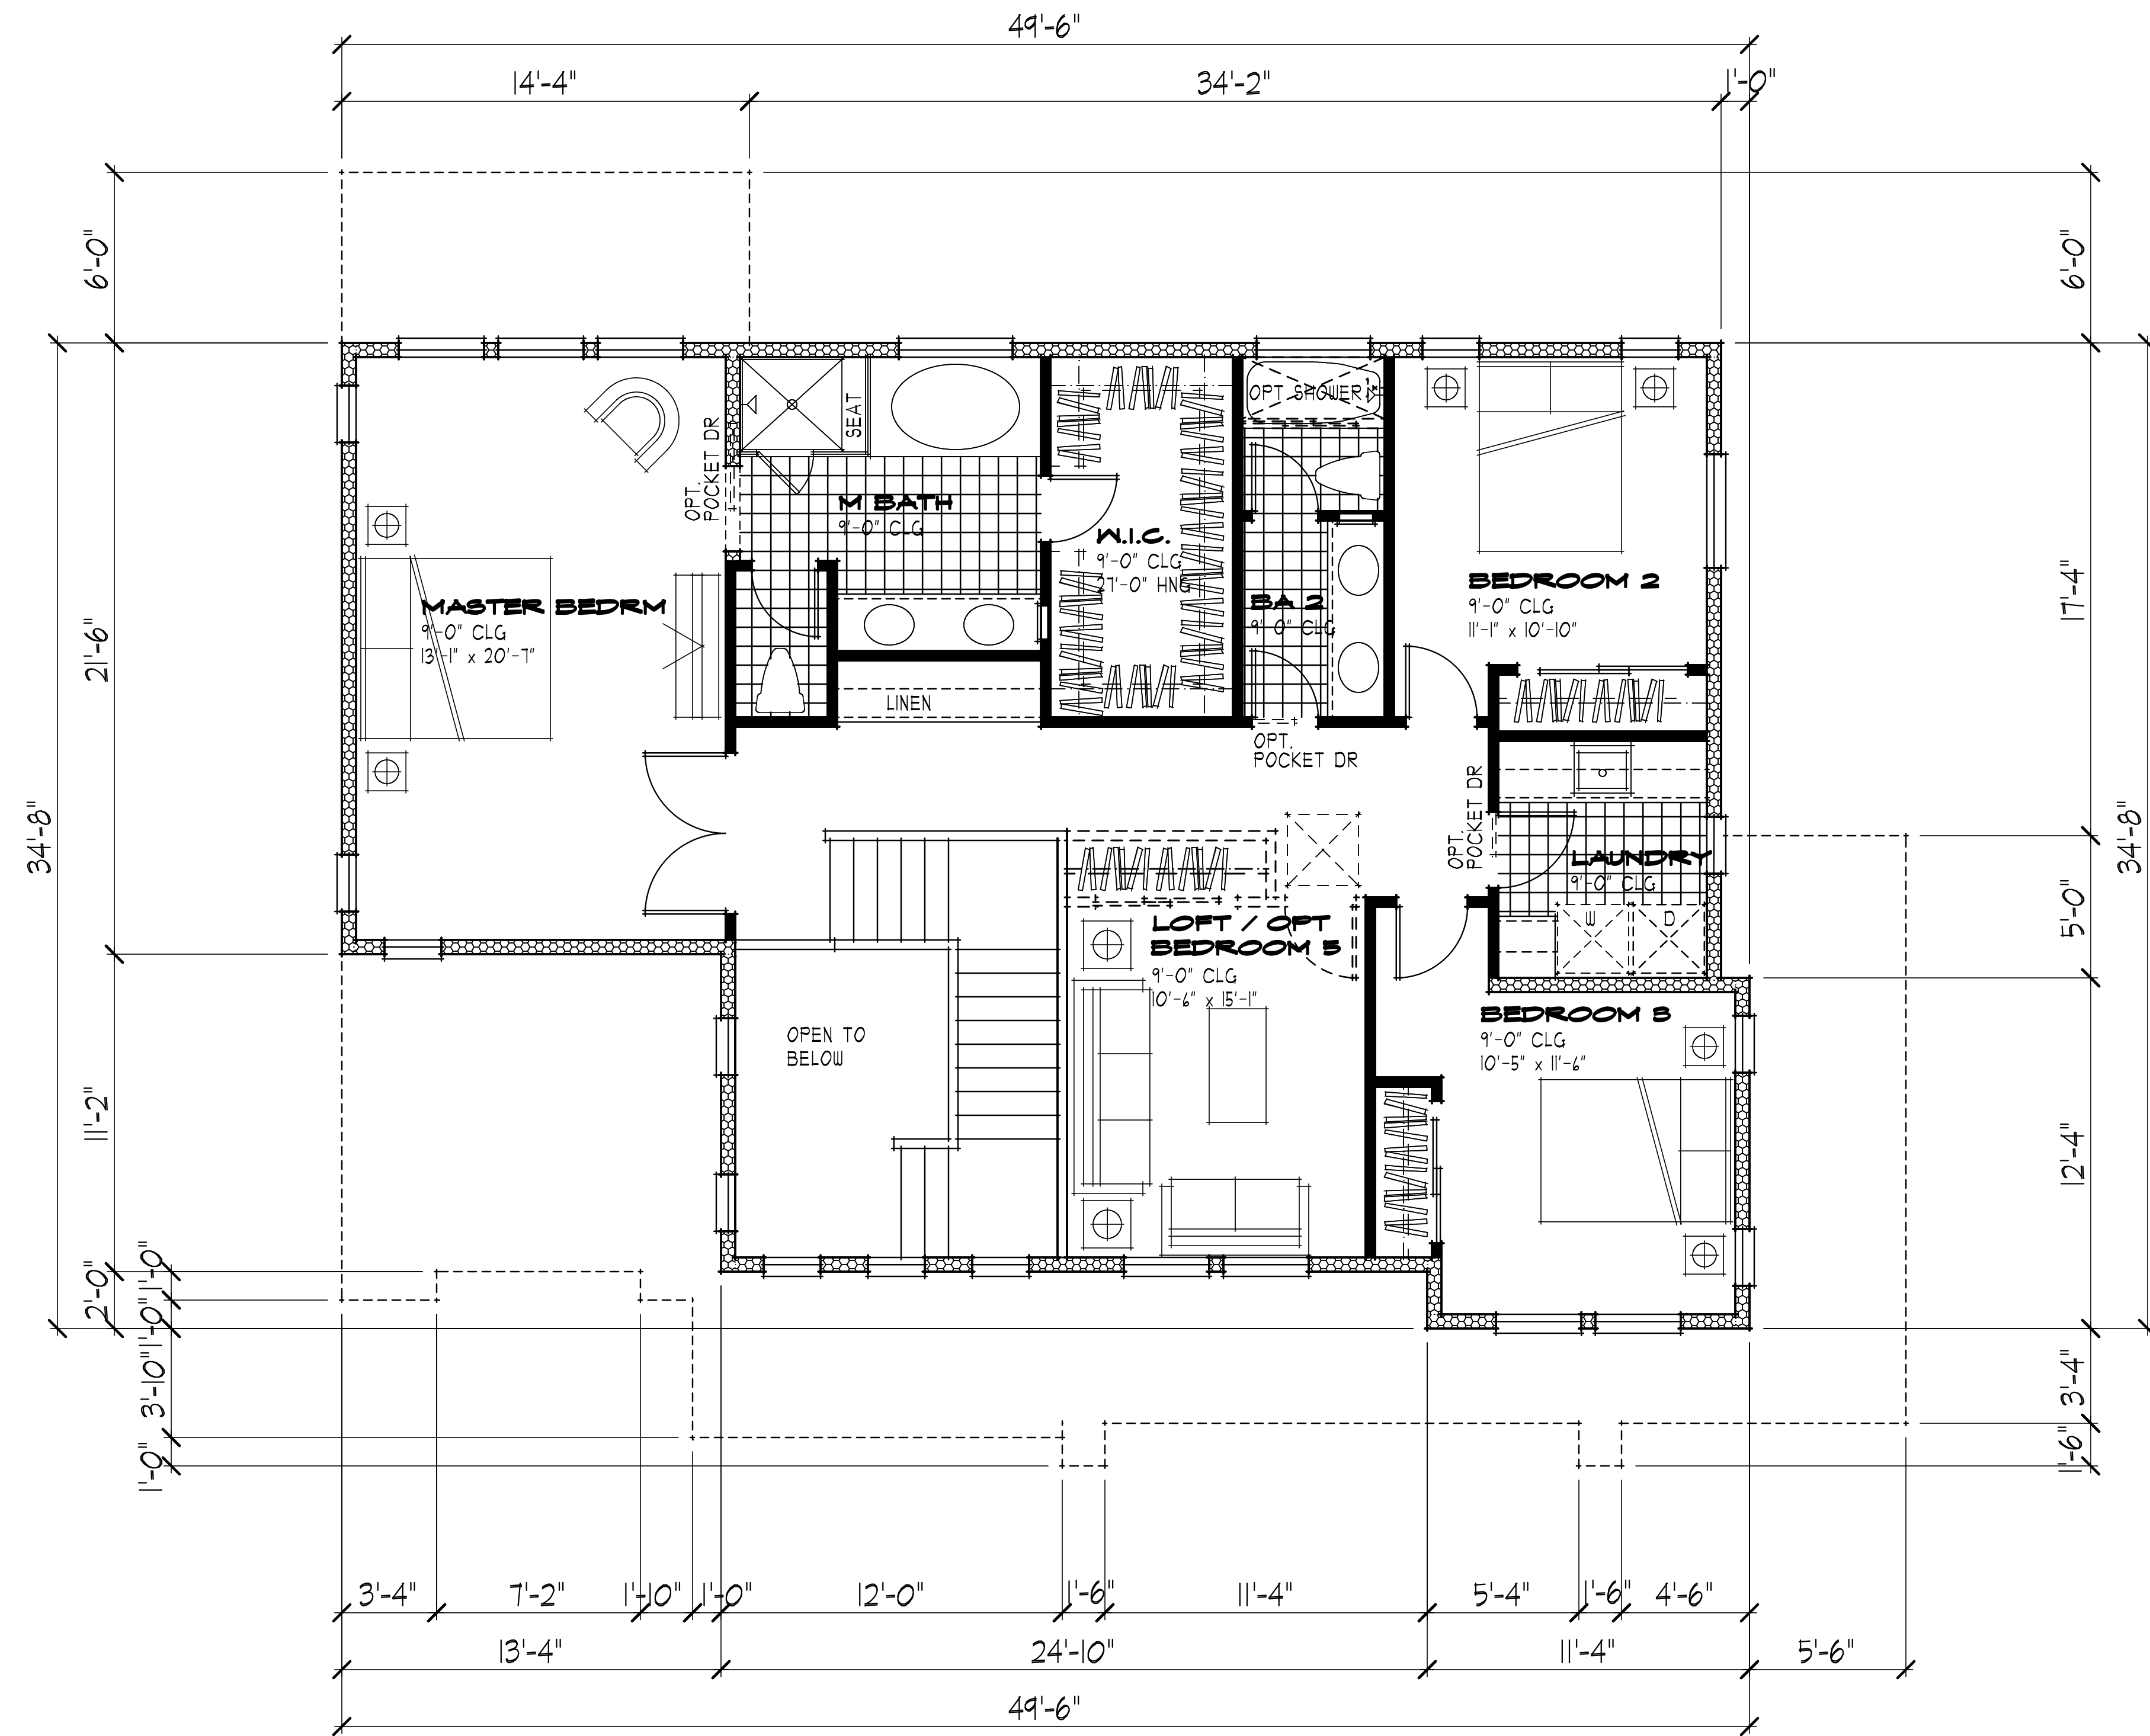 49'-6"
14'-4"
34'-2"
1'-0"
6'-0"
6'-0"
OPT SHOWER
SEAT
OPT.
POCKET DR
M BATH
9'-0" CLG
W.I.C.
9'-0" CLG
27'-0" HNG
MASTER BEDRM
9'-0" CLG
13'-1" x 20'-7"
BA 2
9'-0" CLG
BEDROOM 2
9'-0" CLG
11'-1" x 10'-10"
21'-6"
17'-4"
LINEN
OPT.
POCKET DR
OPT.
POCKET DR
34'-8"
34'-8"
LAUNDRY
9'-0" CLG
W
D
5'-0"
LOFT / OPT
BEDROOM 5
9'-0" CLG
10'-6" x 15'-1"
OPEN TO
BELOW
BEDROOM 3
9'-0" CLG
10'-5" x 11'-6"
11'-2"
12'-4"
2'-0"
1'-0"
1'-0"
3'-10"
1'-0"
3'-4"
1'-6"
3'-4"
7'-2"
1'-10"
1'-0"
12'-0"
1'-6"
11'-4"
5'-4"
1'-6"
4'-6"
13'-4"
24'-10"
11'-4"
5'-6"
49'-6"